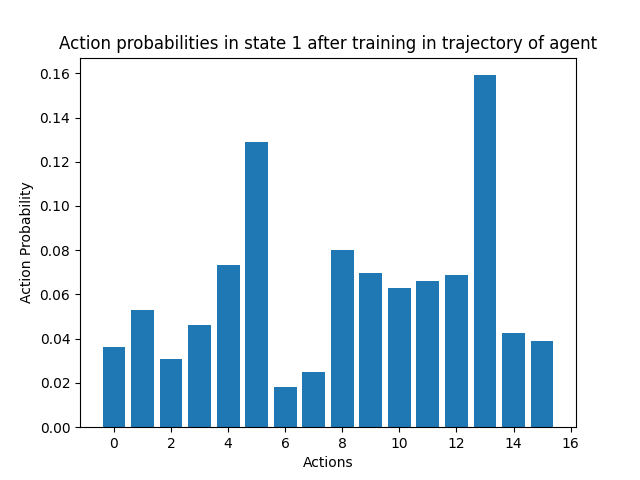 Action probabilities in state 1 after training in trajectory of agent
0.16
0.14
0.12
0.10
0.08
0.06
0.04
0.02
0.00
Action Probability
0 2 4 6 8 10 12 14 16
Actions